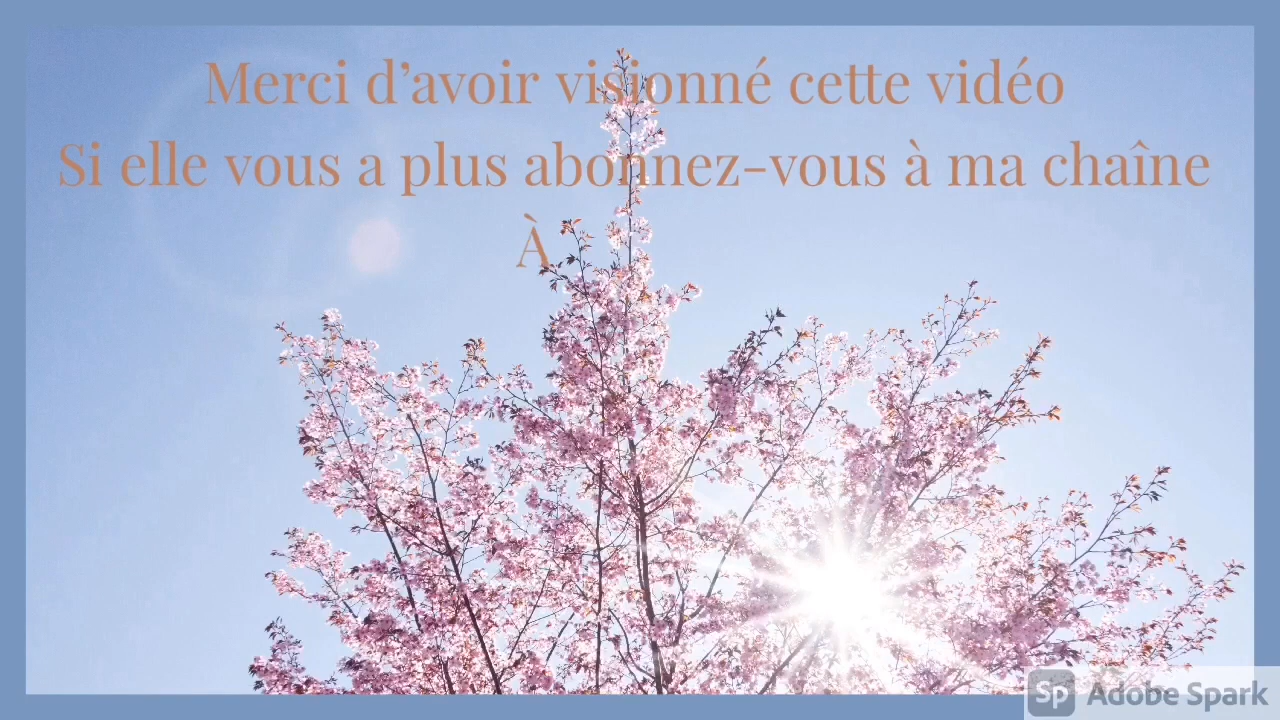 Merci d’avoir visionné cette vidéo
Si elle vous a plus abonnez-vous à ma chaîne
À
Sp Adobe Spark